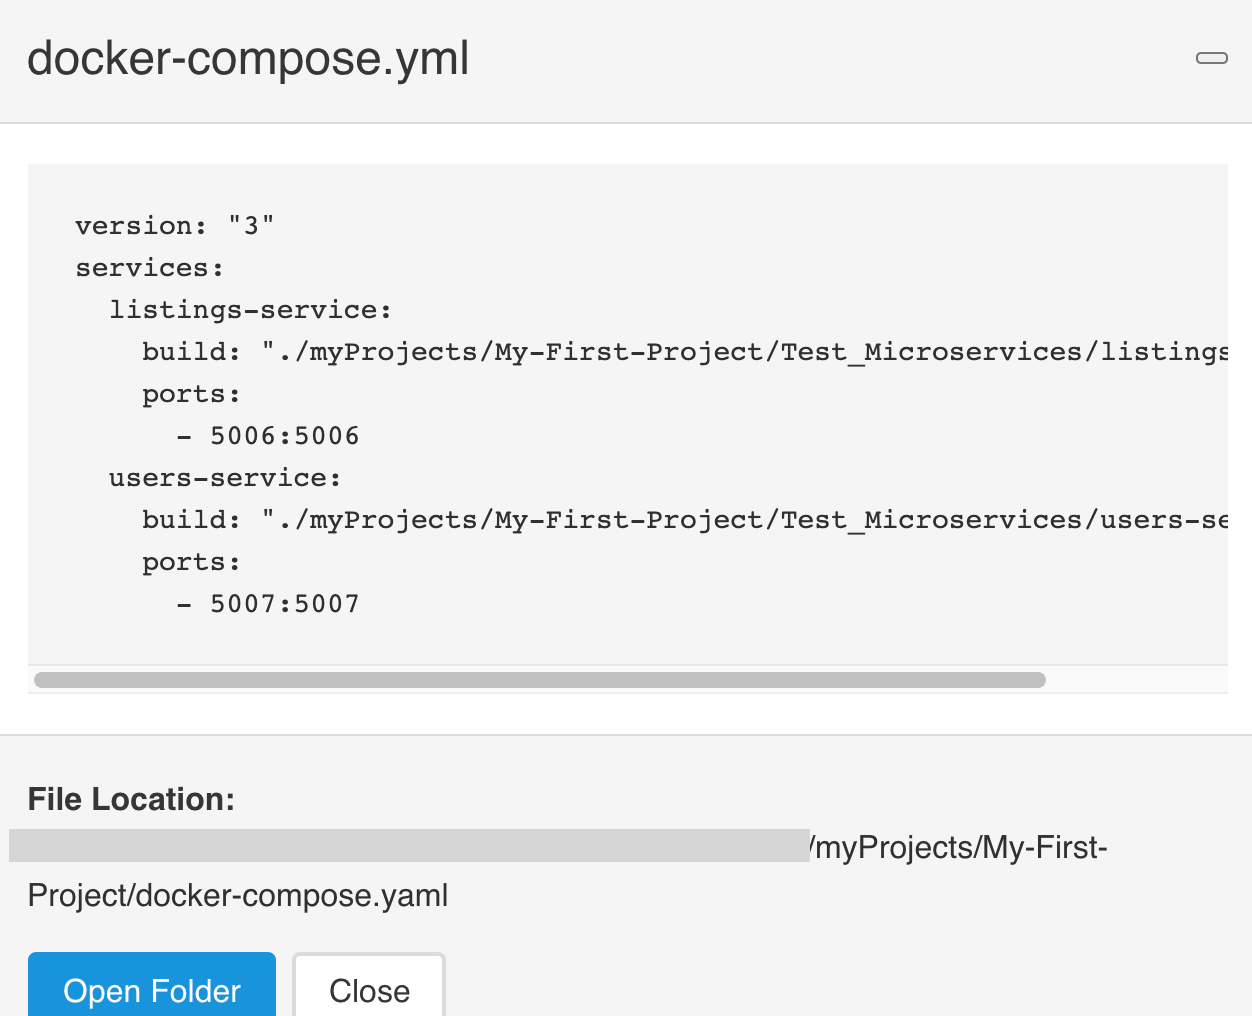 docker-compose.yml
version: "3"
services:
  listings-service:
    build: "./myProjects/My-First-Project/Test_Microservices/listings
    ports:
      - 5006:5006
  users-service:
    build: "./myProjects/My-First-Project/Test_Microservices/users-se
    ports:
      - 5007:5007
File Location:
/myProjects/My-First-
Project/docker-compose.yaml
Open Folder
Close